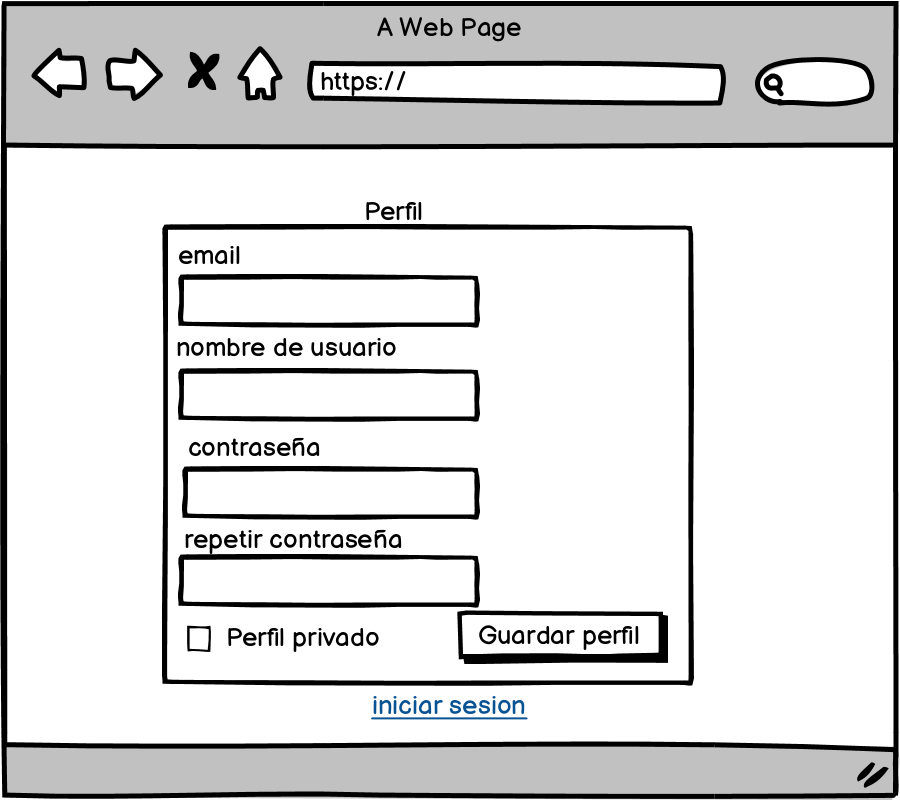 A Web Page
https://
Perfil
email
nombre de usuario
contraseña
repetir contraseña
Perfil privado
Guardar perfil
iniciar sesion